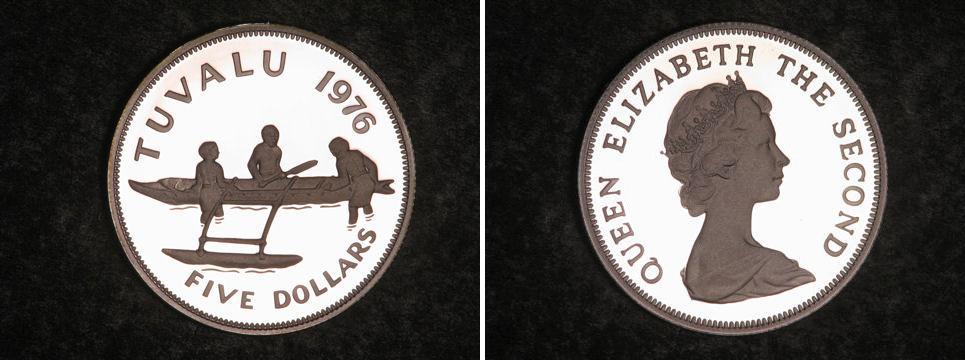 TUVALU 1976
FIVE DOLLARS
QUEEN ELIZABETH THE SECOND